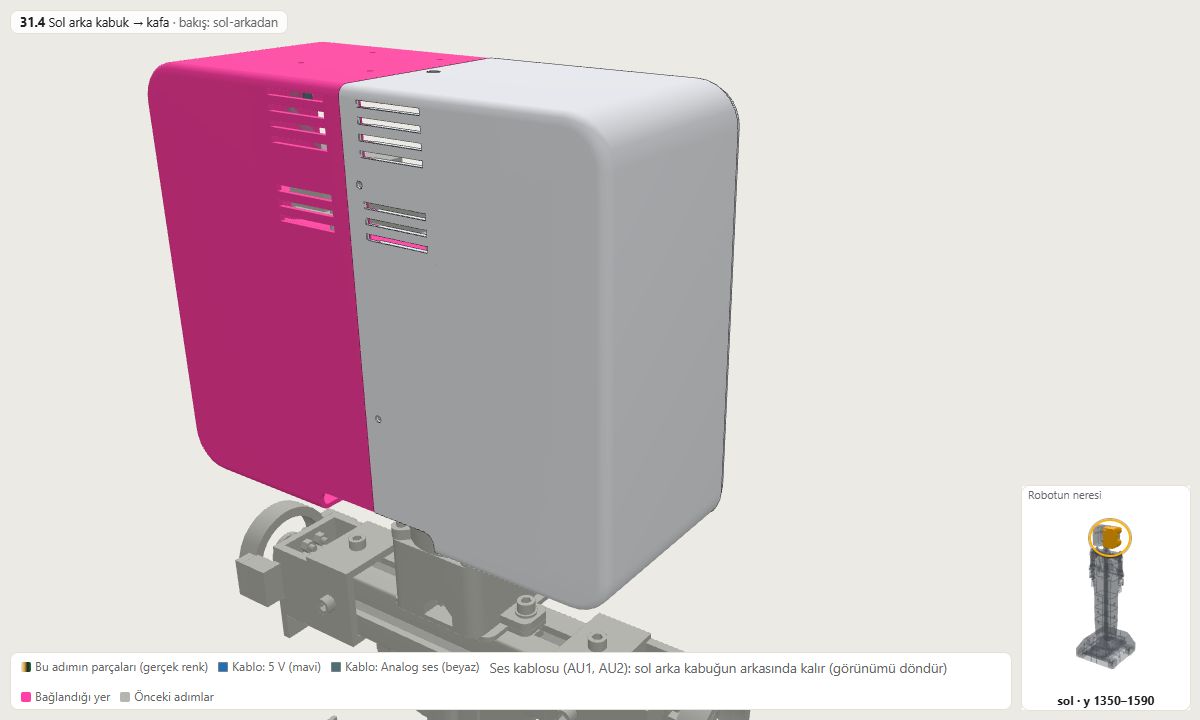 31.4 Sol arka kabuk → kafa · bakış: sol-arkadan
Robotun neresi
Bu adımın parçaları (gerçek renk) Kablo: 5 V (mavi) Kablo: Analog ses (beyaz) Ses kablosu (AU1, AU2): sol arka kabuğun arkasında kalır (görünümü döndür)
Bağlandığı yer Önceki adımlar
sol · y 1350–1590